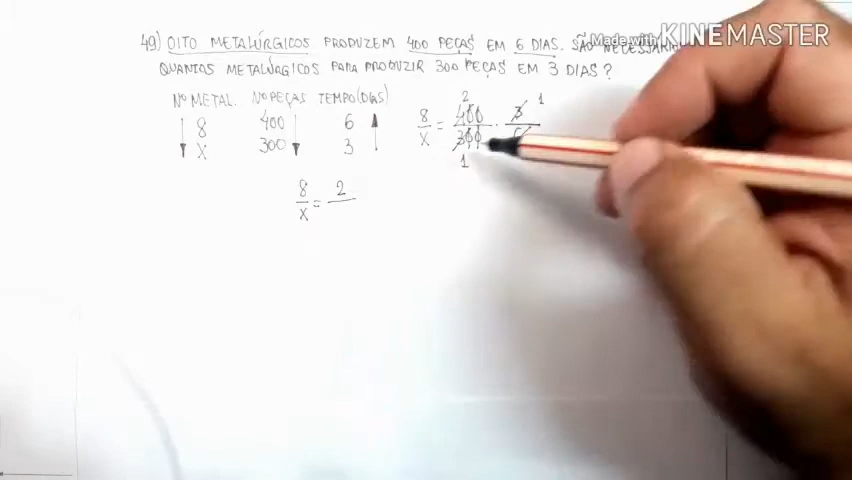 Made with KINEMASTER
49) OITO METALÚRGICOS PRODUZEM 400 PEÇAS EM 6 DIAS. SÃO
QUANTOS METALÚRGICOS PARA PRODUZIR 300 PEÇAS EM 3 DIAS?
Nº METAL. Nº PEÇAS TEMPO (DIAS)
8 400 6
X 300 3
8/X = 400/300 · 3/
2 1
1
8/X = 2